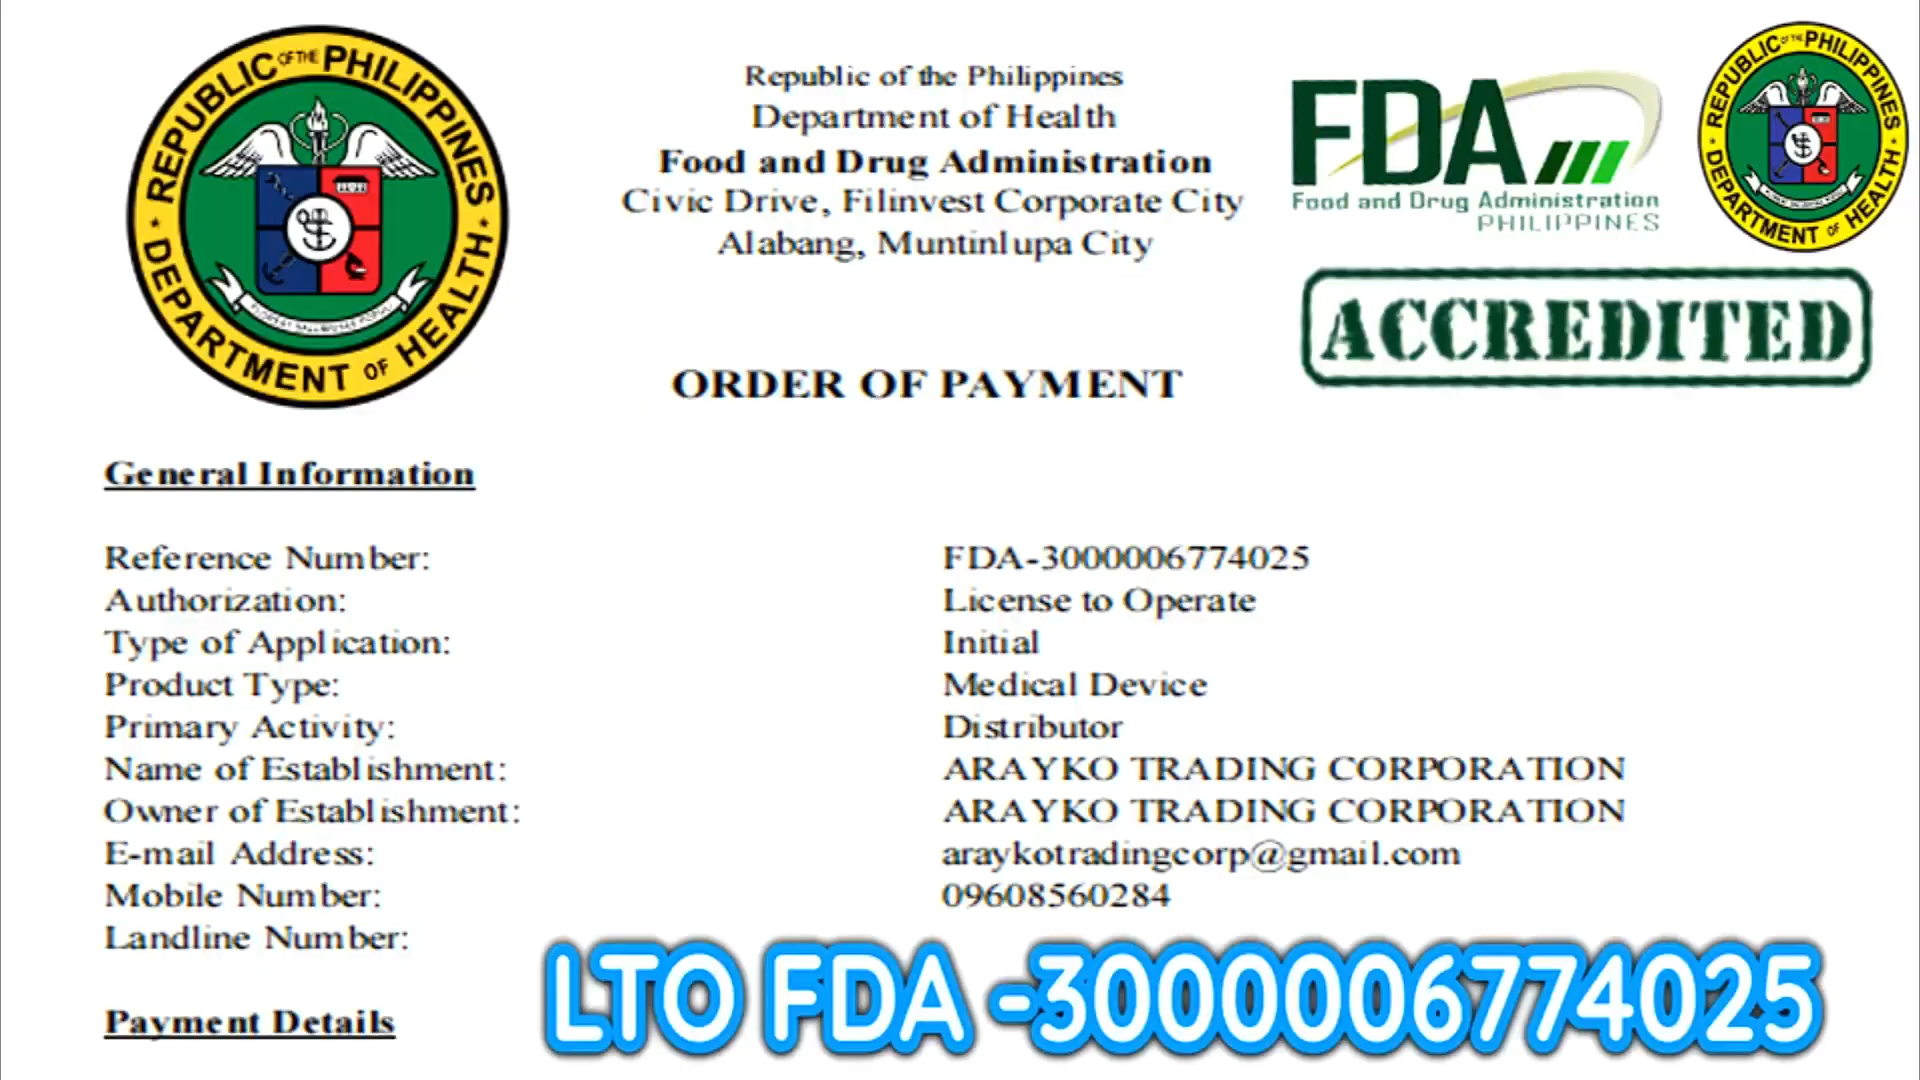 REPUBLIC OF THE PHILIPPINES
DEPARTMENT OF HEALTH
Republic of the Philippines
Department of Health
Food and Drug Administration
Civic Drive, Filinvest Corporate City
Alabang, Muntinlupa City
FDA
Food and Drug Administration
PHILIPPINES
REPUBLIC OF THE PHILIPPINES
DEPARTMENT OF HEALTH
ACCREDITED
ORDER OF PAYMENT
General Information
Reference Number: FDA-3000006774025
Authorization: License to Operate
Type of Application: Initial
Product Type: Medical Device
Primary Activity: Distributor
Name of Establishment: ARAYKO TRADING CORPORATION
Owner of Establishment: ARAYKO TRADING CORPORATION
E-mail Address: araykotradingcorp@gmail.com
Mobile Number: 09608560284
Landline Number:
Payment Details
LTO FDA -3000006774025